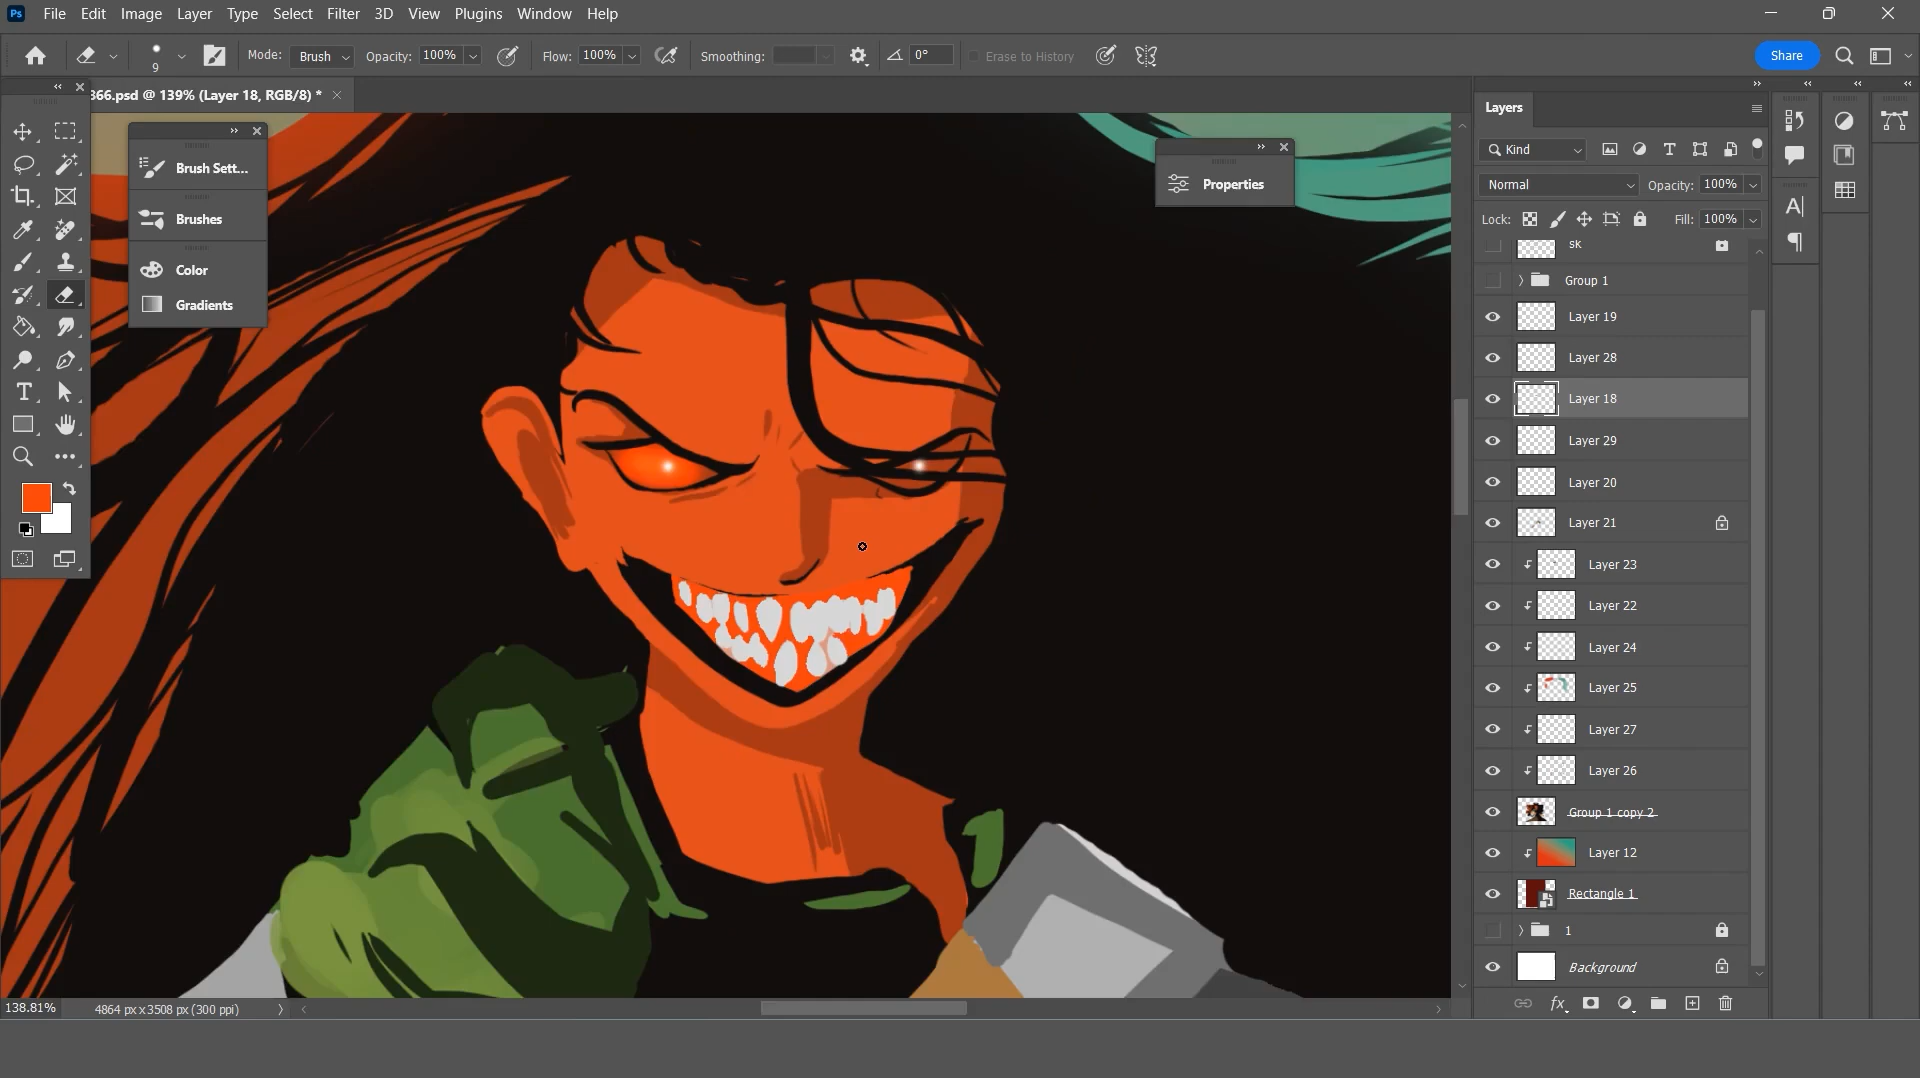 Ps File Edit Image Layer Type Select Filter 3D View Plugins Window Help
9 Mode: Brush Opacity: 100% Flow: 100% Smoothing: 0° Erase to History Share
366.psd @ 139% (Layer 18, RGB/8) *
Brush Sett...
Brushes
Color
Gradients
Properties
Layers
Kind
Normal Opacity: 100%
Lock: Fill: 100%
sk
Group 1
Layer 19
Layer 28
Layer 18
Layer 29
Layer 20
Layer 21
Layer 23
Layer 22
Layer 24
Layer 25
Layer 27
Layer 26
Group 1 copy 2
Layer 12
Rectangle 1
1
Background
138.81% 4864 px x 3508 px (300 ppi)